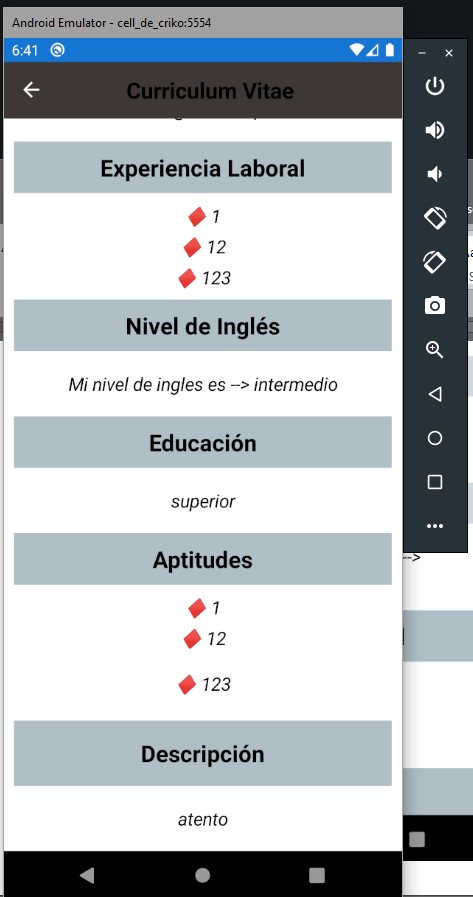 Android Emulator - cell_de_criko:5554
6:41
Curriculum Vitae
Experiencia Laboral
1
12
123
Nivel de Inglés
Mi nivel de ingles es --> intermedio
Educación
superior
Aptitudes
1
12
123
-->
Descripción
atento